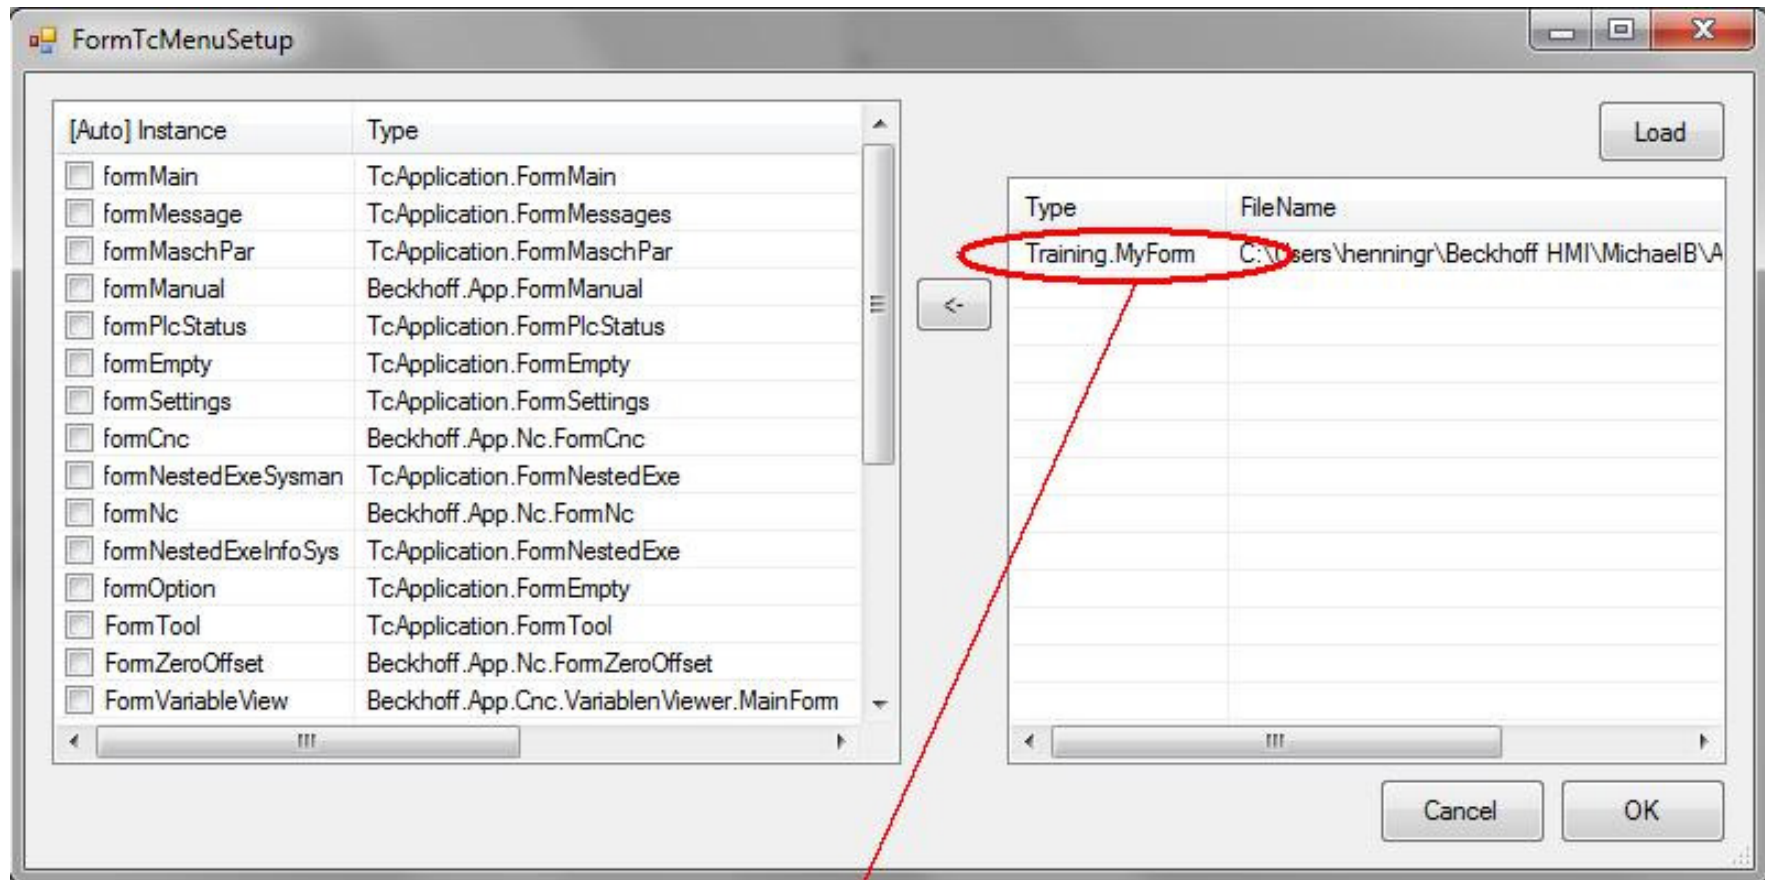 FormTcMenuSetup
[Auto] Instance Type
formMain TcApplication.FormMain
formMessage TcApplication.FormMessages
formMaschPar TcApplication.FormMaschPar
formManual Beckhoff.App.FormManual
formPlcStatus TcApplication.FormPlcStatus
formEmpty TcApplication.FormEmpty
formSettings TcApplication.FormSettings
formCnc Beckhoff.App.Nc.FormCnc
formNestedExeSysman TcApplication.FormNestedExe
formNc Beckhoff.App.Nc.FormNc
formNestedExeInfoSys TcApplication.FormNestedExe
formOption TcApplication.FormEmpty
FormTool TcApplication.FormTool
FormZeroOffset Beckhoff.App.Nc.FormZeroOffset
FormVariableView Beckhoff.App.Cnc.VariablenViewer.MainForm
<-
Load
Type FileName
Training.MyForm C:\Users\henningr\Beckhoff HMI\MichaelB\A
Cancel OK